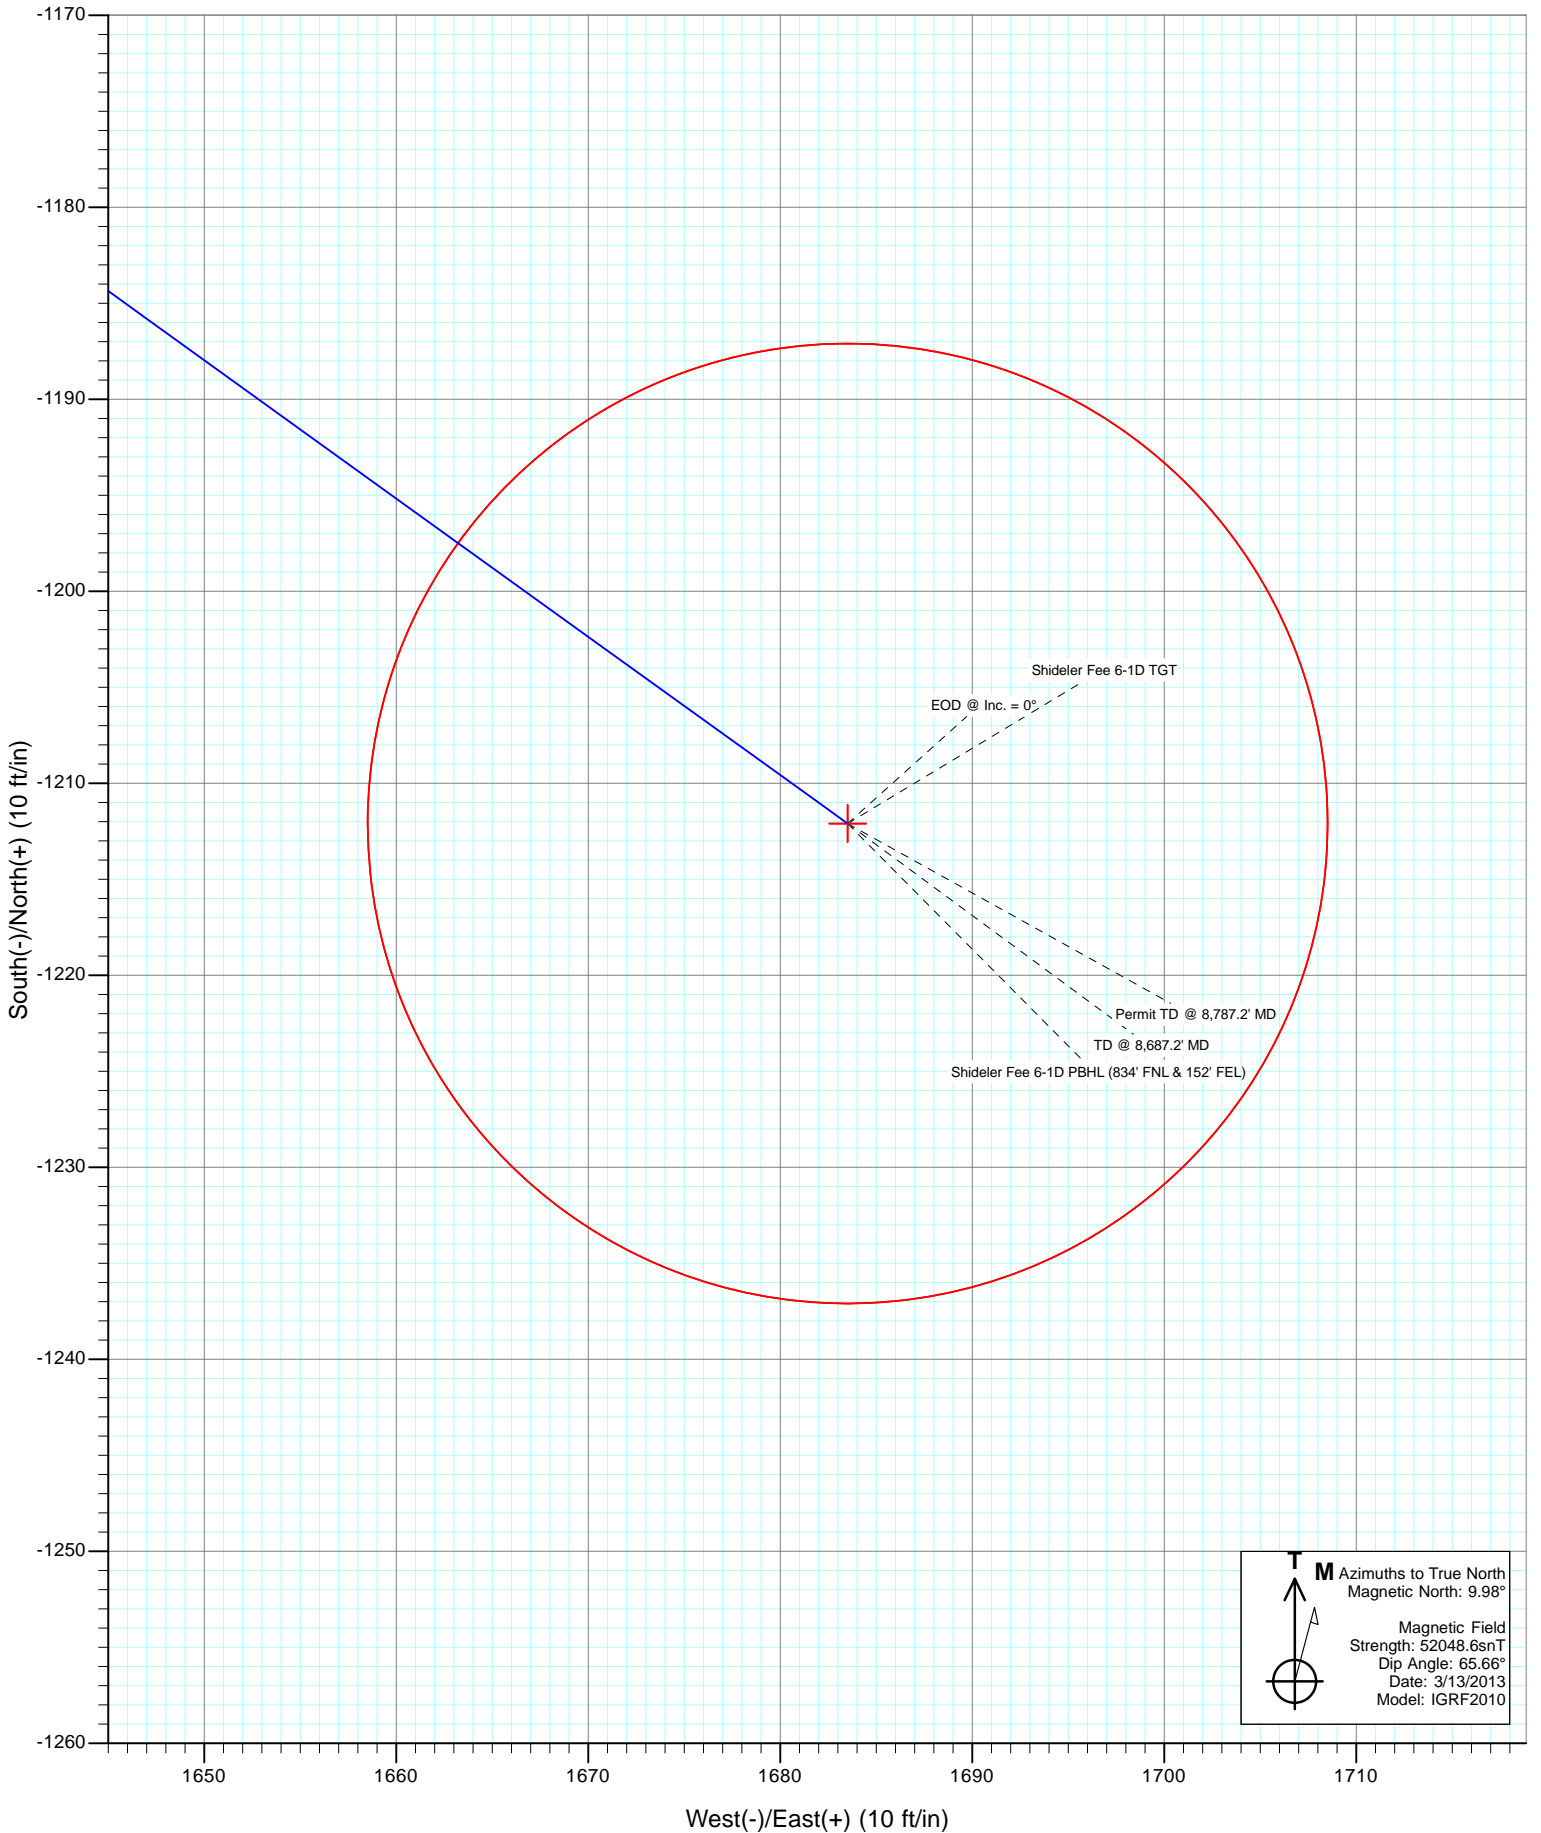 -1170
-1180
-1190
-1200
-1210
-1220
-1230
-1240
-1250
-1260
South(-)/North(+) (10 ft/in)
Shideler Fee 6-1D TGT
EOD @ Inc. = 0°
Permit TD @ 8,787.2' MD
TD @ 8,687.2' MD
Shideler Fee 6-1D PBHL (834' FNL & 152' FEL)
T
M
Azimuths to True North
Magnetic North: 9.98°
Magnetic Field
Strength: 52048.6snT
Dip Angle: 65.66°
Date: 3/13/2013
Model: IGRF2010
1650
1660
1670
1680
1690
1700
1710
West(-)/East(+) (10 ft/in)